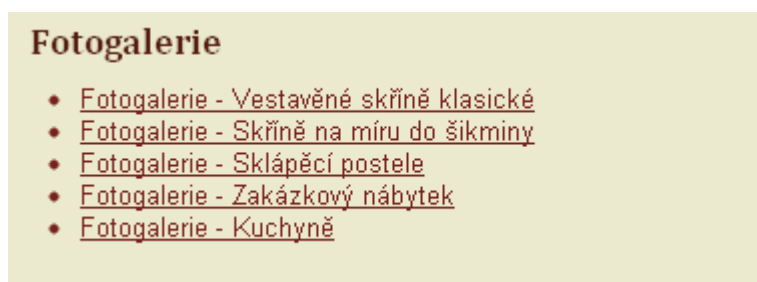 Fotogalerie
Fotogalerie - Vestavěné skříně klasické
Fotogalerie - Skříně na míru do šikminy
Fotogalerie - Sklápěcí postele
Fotogalerie - Zakázkový nábytek
Fotogalerie - Kuchyně